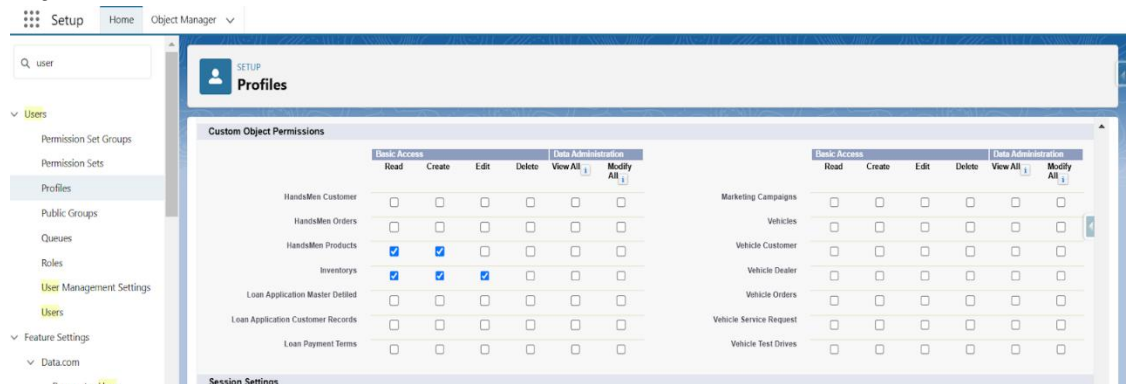 Setup Home Object Manager
user
SETUP
Profiles
Users
Permission Set Groups
Permission Sets
Profiles
Public Groups
Queues
Roles
User Management Settings
Users
Feature Settings
Data.com
Custom Object Permissions
Basic Access Data Administration
Read Create Edit Delete View All Modify All
HandsMen Customer
HandsMen Orders
HandsMen Products
Inventorys
Loan Application Master Detiled
Loan Application Customer Records
Loan Payment Terms
Basic Access Data Administration
Read Create Edit Delete View All Modify All
Marketing Campaigns
Vehicles
Vehicle Customer
Vehicle Dealer
Vehicle Orders
Vehicle Service Request
Vehicle Test Drives
Session Settings